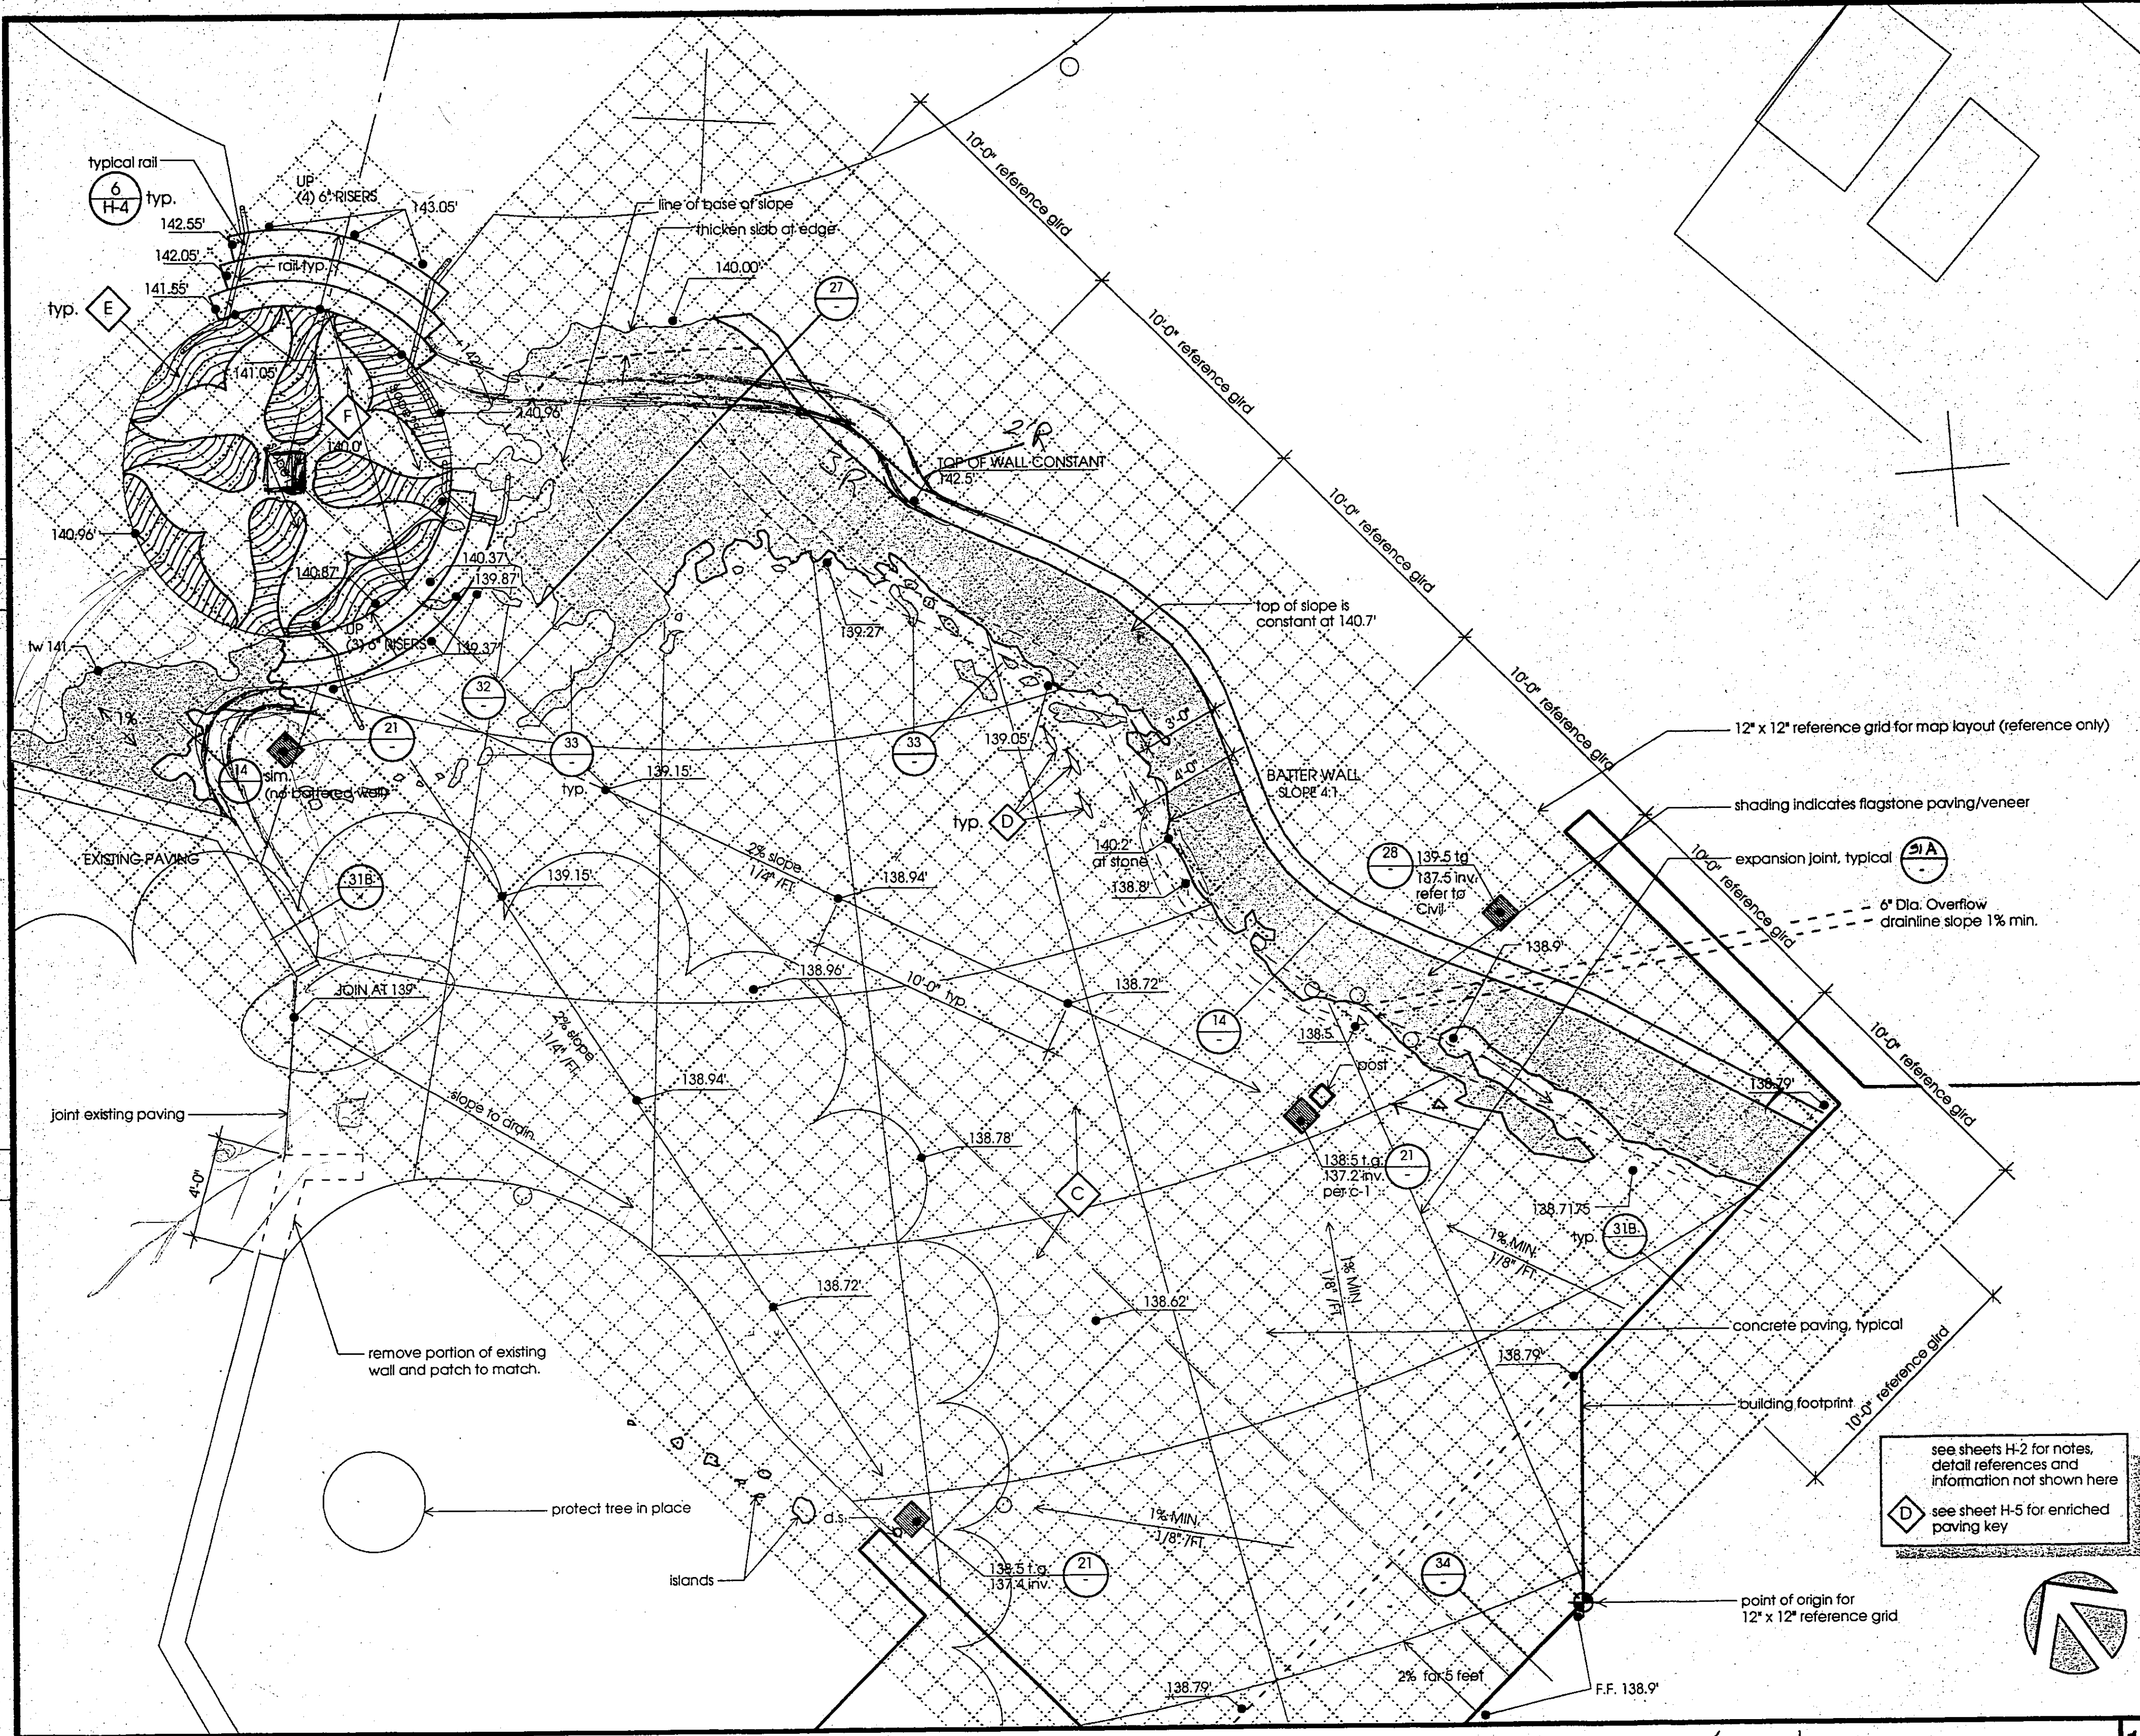 typical rail
6
H-4
typ.
UP
(4) 6" RISERS
143.05'
142.55'
142.05'
141.55'
rail typ.
typ.
E
line of base of slope
thicken slab at edge
140.00'
27
-
10'-0" reference gird
10'-0" reference gird
10'-0" reference gird
10'-0" reference gird
10'-0" reference gird
10'-0" reference gird
10'-0" reference gird
10'-0" reference gird
141.05'
F
140.0'
140.96'
140.96'
2'R
3'R
TOP OF WALL CONSTANT
142.5'
140.87'
140.37'
139.87'
UP
(3) 6" RISERS
139.37'
tw 141
1%
139.27'
top of slope is
constant at 140.7'
32
-
21
-
33
-
typ.
33
-
139.15'
139.05'
3'-0"
4'-0"
BATTER WALL
SLOPE 4:1
14
-
sim.
(no battered wall)
typ.
D
12" x 12" reference grid for map layout (reference only)
shading indicates flagstone paving/veneer
expansion joint, typical
31A
-
6" Dia. Overflow
drainline slope 1% min.
EXISTING PAVING
31B
139.15'
2% slope
1/4" /FT.
138.94'
140.2'
at stone
138.8'
28
-
139.5 tg
137.5 inv.
refer to
Civil
138.9'
JOIN AT 139'
138.96'
10'-0" typ.
138.72'
14
-
138.5
2% slope
1/4" /FT.
138.94'
slope to drain
joint existing paving
4'-0"
138.78'
post
138.79'
138.5 t.g.
137.2 inv.
per c-1
21
-
C
138.7175
typ.
31B
-
1% MIN.
1/8" /FT.
1% MIN
1/8" /FT
138.72'
138.62'
concrete paving, typical
138.79'
remove portion of existing
wall and patch to match.
building footprint
10'-0" reference gird
see sheets H-2 for notes,
detail references and
information not shown here
D
see sheet H-5 for enriched
paving key
protect tree in place
d.s.
islands
138.5 t.g.
137.4 inv.
21
-
1% MIN.
1/8" /FT.
34
-
point of origin for
12" x 12" reference grid
2% for 5 feet
138.79'
F.F. 138.9'